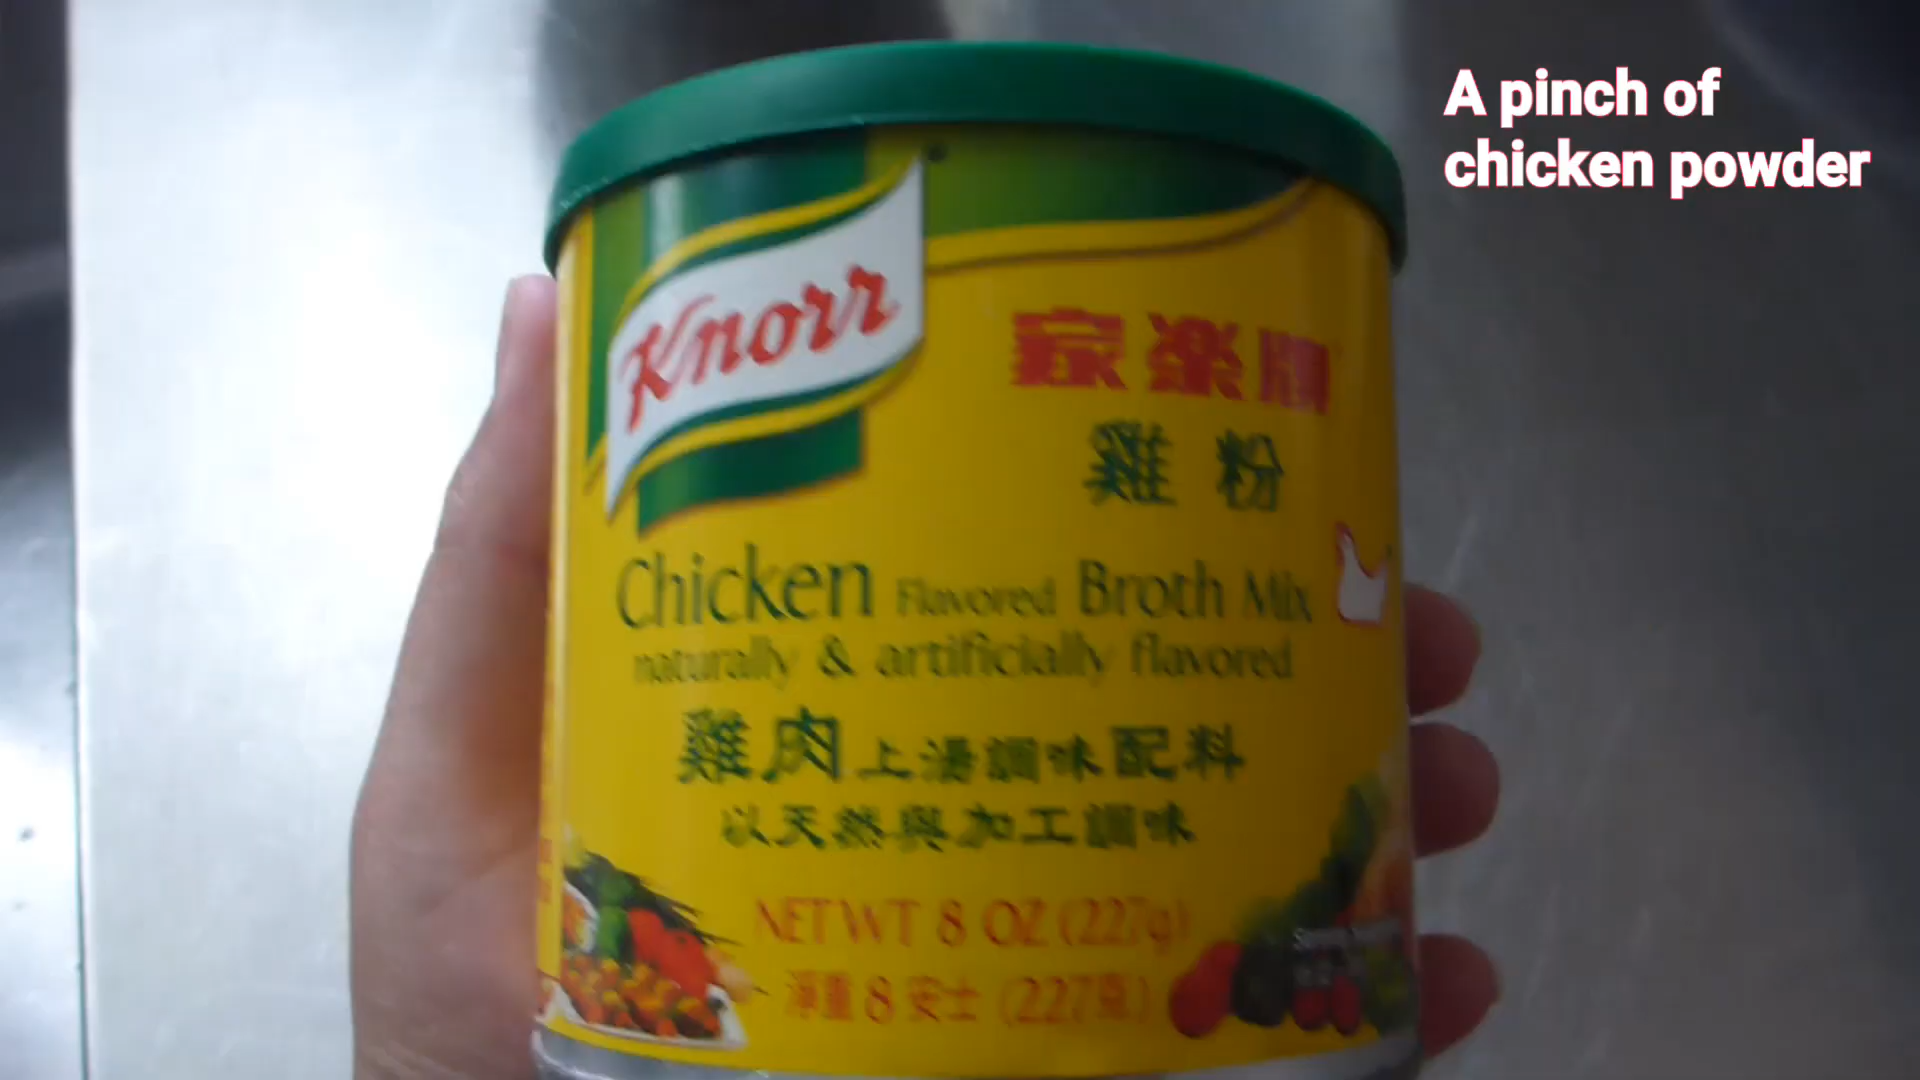 A pinch of
chicken powder
Knorr
家樂牌
雞粉
Chicken Flavored Broth Mix
naturally & artificially flavored
雞肉上湯調味配料
以天然與加工調味
NET WT 8 OZ (227g)
淨重 8 安士 (227克)